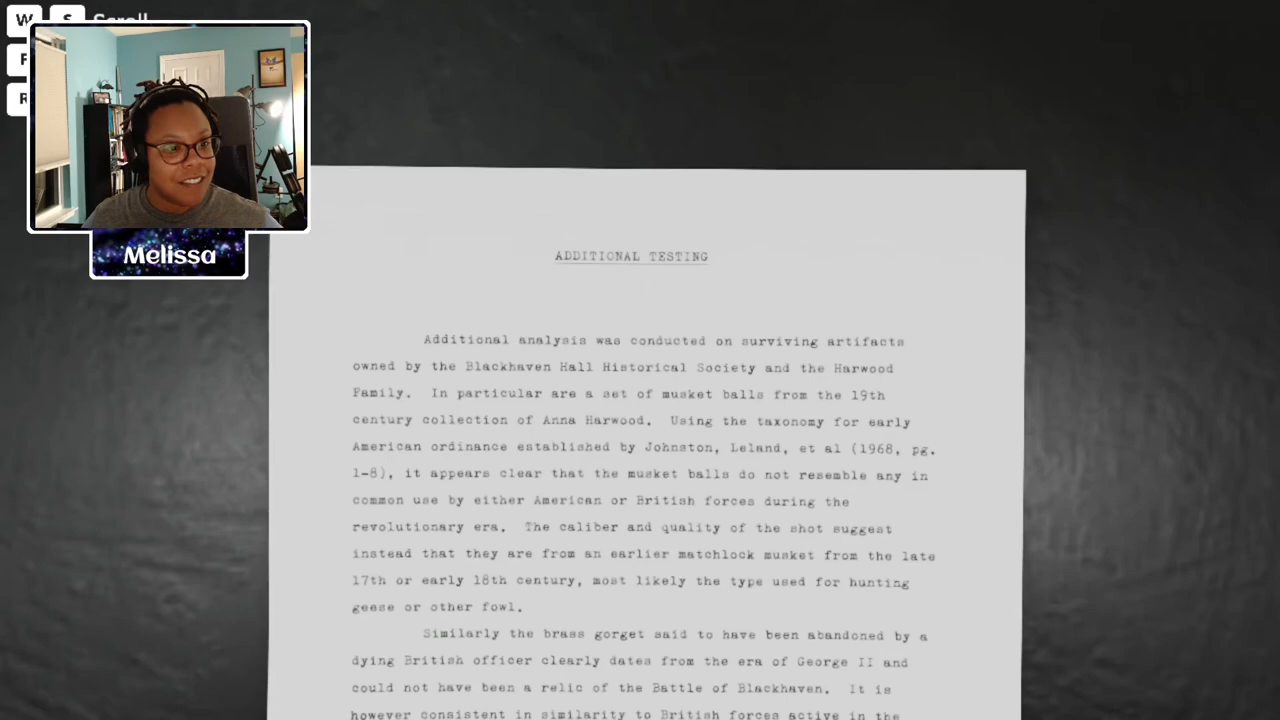 W S Scroll
F
R
Melissa
ADDITIONAL TESTING
Additional analysis was conducted on surviving artifacts
owned by the Blackhaven Hall Historical Society and the Harwood
Family. In particular are a set of musket balls from the 19th
century collection of Anna Harwood. Using the taxonomy for early
American ordinance established by Johnston, Leland, et al (1968, pg.
1-8), it appears clear that the musket balls do not resemble any in
common use by either American or British forces during the
revolutionary era. The caliber and quality of the shot suggest
instead that they are from an earlier matchlock musket from the late
17th or early 18th century, most likely the type used for hunting
geese or other fowl.
Similarly the brass gorget said to have been abandoned by a
dying British officer clearly dates from the era of George II and
could not have been a relic of the Battle of Blackhaven. It is
however consistent in similarity to British forces active in the